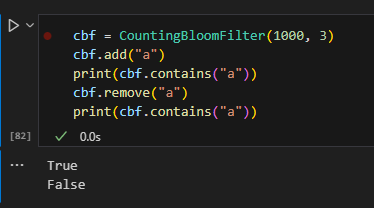 cbf = CountingBloomFilter(1000, 3)
cbf.add("a")
print(cbf.contains("a"))
cbf.remove("a")
print(cbf.contains("a"))
[82]
0.0s
True
False